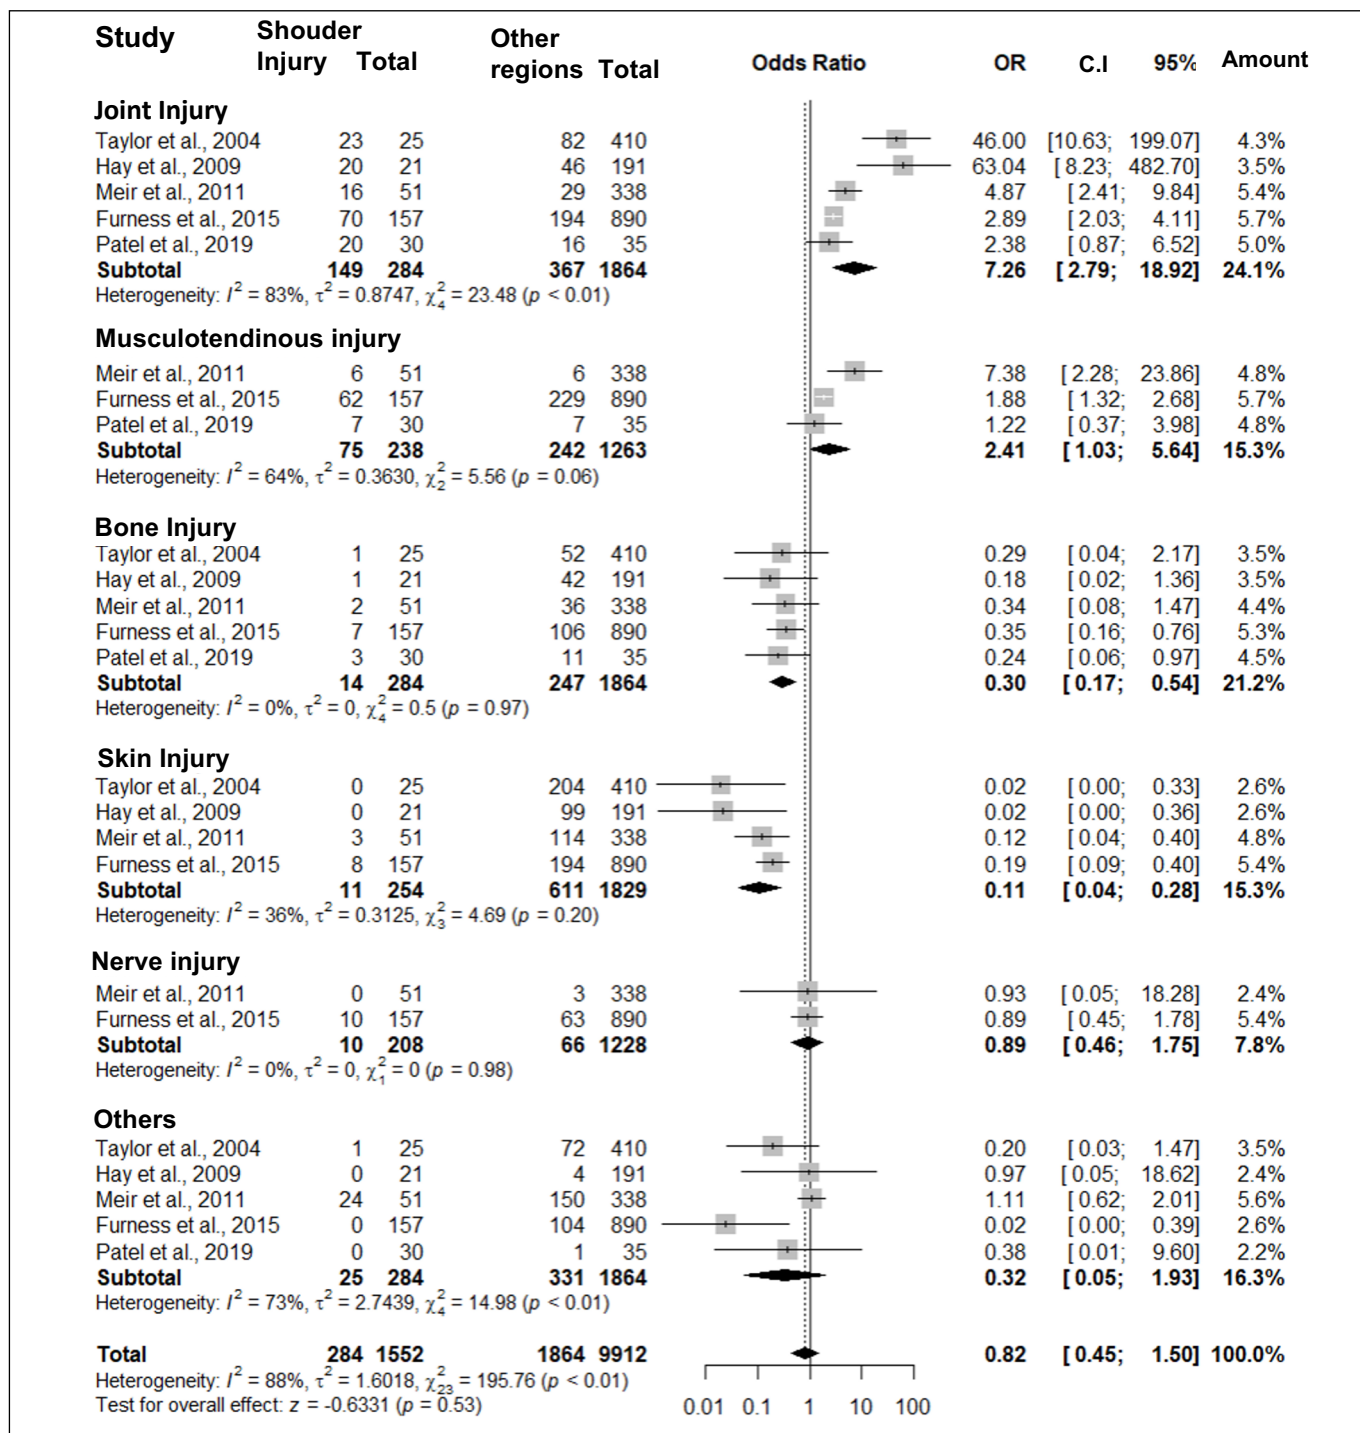 Study Shouder Injury Total Other regions Total Odds Ratio OR C.I 95% Amount
Joint Injury
Taylor et al., 2004 23 25 82 410 46.00 [10.63; 199.07] 4.3%
Hay et al., 2009 20 21 46 191 63.04 [ 8.23; 482.70] 3.5%
Meir et al., 2011 16 51 29 338 4.87 [ 2.41; 9.84] 5.4%
Furness et al., 2015 70 157 194 890 2.89 [ 2.03; 4.11] 5.7%
Patel et al., 2019 20 30 16 35 2.38 [ 0.87; 6.52] 5.0%
Subtotal 149 284 367 1864 7.26 [ 2.79; 18.92] 24.1%
Heterogeneity: I² = 83%, τ² = 0.8747, χ²₄ = 23.48 (p < 0.01)
Musculotendinous injury
Meir et al., 2011 6 51 6 338 7.38 [ 2.28; 23.86] 4.8%
Furness et al., 2015 62 157 229 890 1.88 [ 1.32; 2.68] 5.7%
Patel et al., 2019 7 30 7 35 1.22 [ 0.37; 3.98] 4.8%
Subtotal 75 238 242 1263 2.41 [ 1.03; 5.64] 15.3%
Heterogeneity: I² = 64%, τ² = 0.3630, χ²₂ = 5.56 (p = 0.06)
Bone Injury
Taylor et al., 2004 1 25 52 410 0.29 [ 0.04; 2.17] 3.5%
Hay et al., 2009 1 21 42 191 0.18 [ 0.02; 1.36] 3.5%
Meir et al., 2011 2 51 36 338 0.34 [ 0.08; 1.47] 4.4%
Furness et al., 2015 7 157 106 890 0.35 [ 0.16; 0.76] 5.3%
Patel et al., 2019 3 30 11 35 0.24 [ 0.06; 0.97] 4.5%
Subtotal 14 284 247 1864 0.30 [ 0.17; 0.54] 21.2%
Heterogeneity: I² = 0%, τ² = 0, χ²₄ = 0.5 (p = 0.97)
Skin Injury
Taylor et al., 2004 0 25 204 410 0.02 [ 0.00; 0.33] 2.6%
Hay et al., 2009 0 21 99 191 0.02 [ 0.00; 0.36] 2.6%
Meir et al., 2011 3 51 114 338 0.12 [ 0.04; 0.40] 4.8%
Furness et al., 2015 8 157 194 890 0.19 [ 0.09; 0.40] 5.4%
Subtotal 11 254 611 1829 0.11 [ 0.04; 0.28] 15.3%
Heterogeneity: I² = 36%, τ² = 0.3125, χ²₃ = 4.69 (p = 0.20)
Nerve injury
Meir et al., 2011 0 51 3 338 0.93 [ 0.05; 18.28] 2.4%
Furness et al., 2015 10 157 63 890 0.89 [ 0.45; 1.78] 5.4%
Subtotal 10 208 66 1228 0.89 [ 0.46; 1.75] 7.8%
Heterogeneity: I² = 0%, τ² = 0, χ²₁ = 0 (p = 0.98)
Others
Taylor et al., 2004 1 25 72 410 0.20 [ 0.03; 1.47] 3.5%
Hay et al., 2009 0 21 4 191 0.97 [ 0.05; 18.62] 2.4%
Meir et al., 2011 24 51 150 338 1.11 [ 0.62; 2.01] 5.6%
Furness et al., 2015 0 157 104 890 0.02 [ 0.00; 0.39] 2.6%
Patel et al., 2019 0 30 1 35 0.38 [ 0.01; 9.60] 2.2%
Subtotal 25 284 331 1864 0.32 [ 0.05; 1.93] 16.3%
Heterogeneity: I² = 73%, τ² = 2.7439, χ²₄ = 14.98 (p < 0.01)
Total 284 1552 1864 9912 0.82 [ 0.45; 1.50] 100.0%
Heterogeneity: I² = 88%, τ² = 1.6018, χ²₂₃ = 195.76 (p < 0.01)
Test for overall effect: z = -0.6331 (p = 0.53)
0.01 0.1 1 10 100